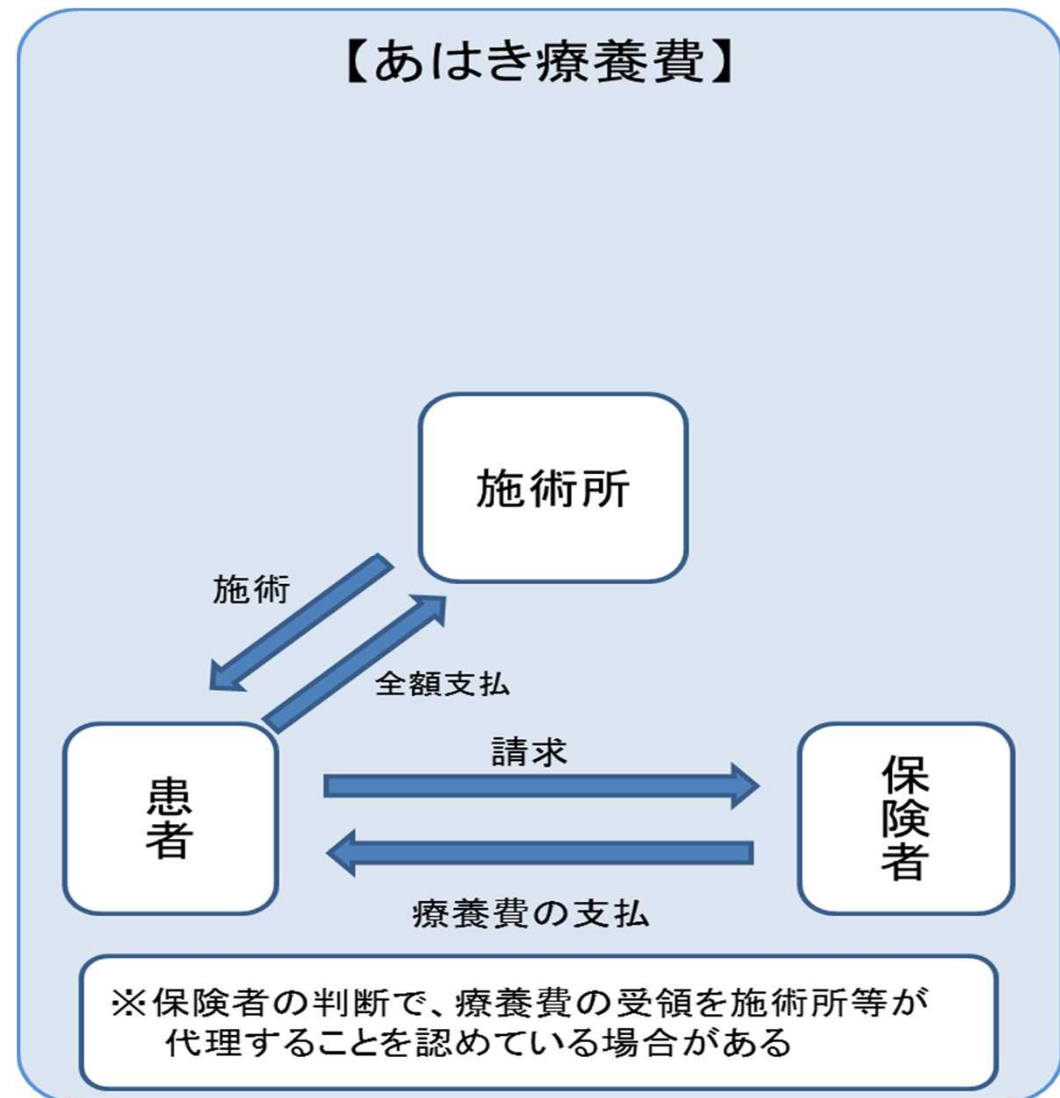 【あはき療養費】
施術所
施術
全額支払
請求
患者
保険者
療養費の支払
※保険者の判断で、療養費の受領を施術所等が
代理することを認めている場合がある